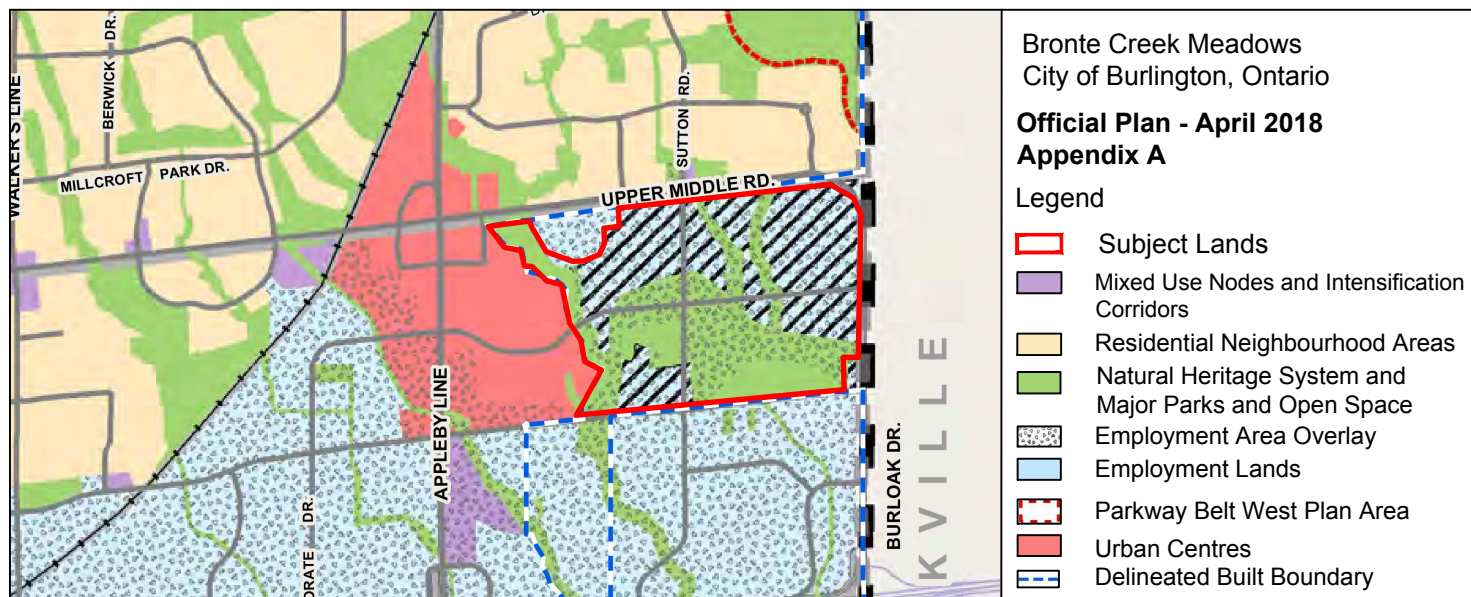 BERWICK DR.
WALKER'S LINE
SUTTON RD.
MILLCROFT PARK DR.
UPPER MIDDLE RD.
APPLEBY LINE
DR.
BURLOAK DR.
KVILLE
Bronte Creek Meadows
City of Burlington, Ontario
Official Plan - April 2018
Appendix A
Legend
Subject Lands
Mixed Use Nodes and Intensification
Corridors
Residential Neighbourhood Areas
Natural Heritage System and
Major Parks and Open Space
Employment Area Overlay
Employment Lands
Parkway Belt West Plan Area
Urban Centres
Delineated Built Boundary